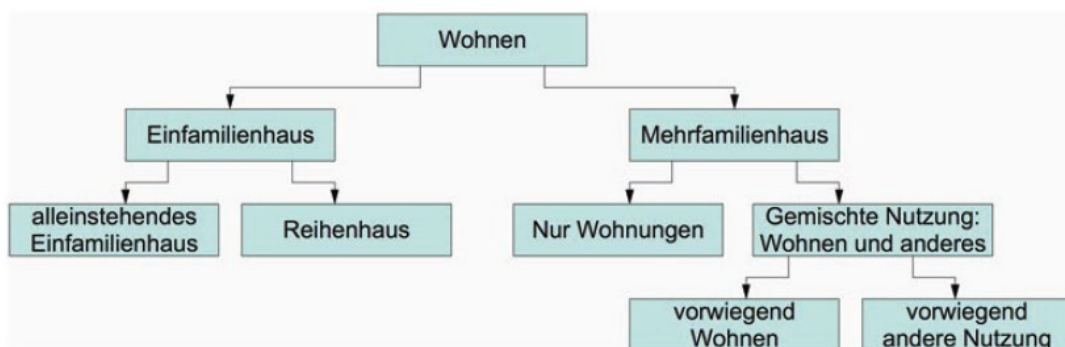 Wohnen
Einfamilienhaus
Mehrfamilienhaus
alleinstehendes
Einfamilienhaus
Reihenhaus
Nur Wohnungen
Gemischte Nutzung:
Wohnen und anderes
vorwiegend
Wohnen
vorwiegend
andere Nutzung